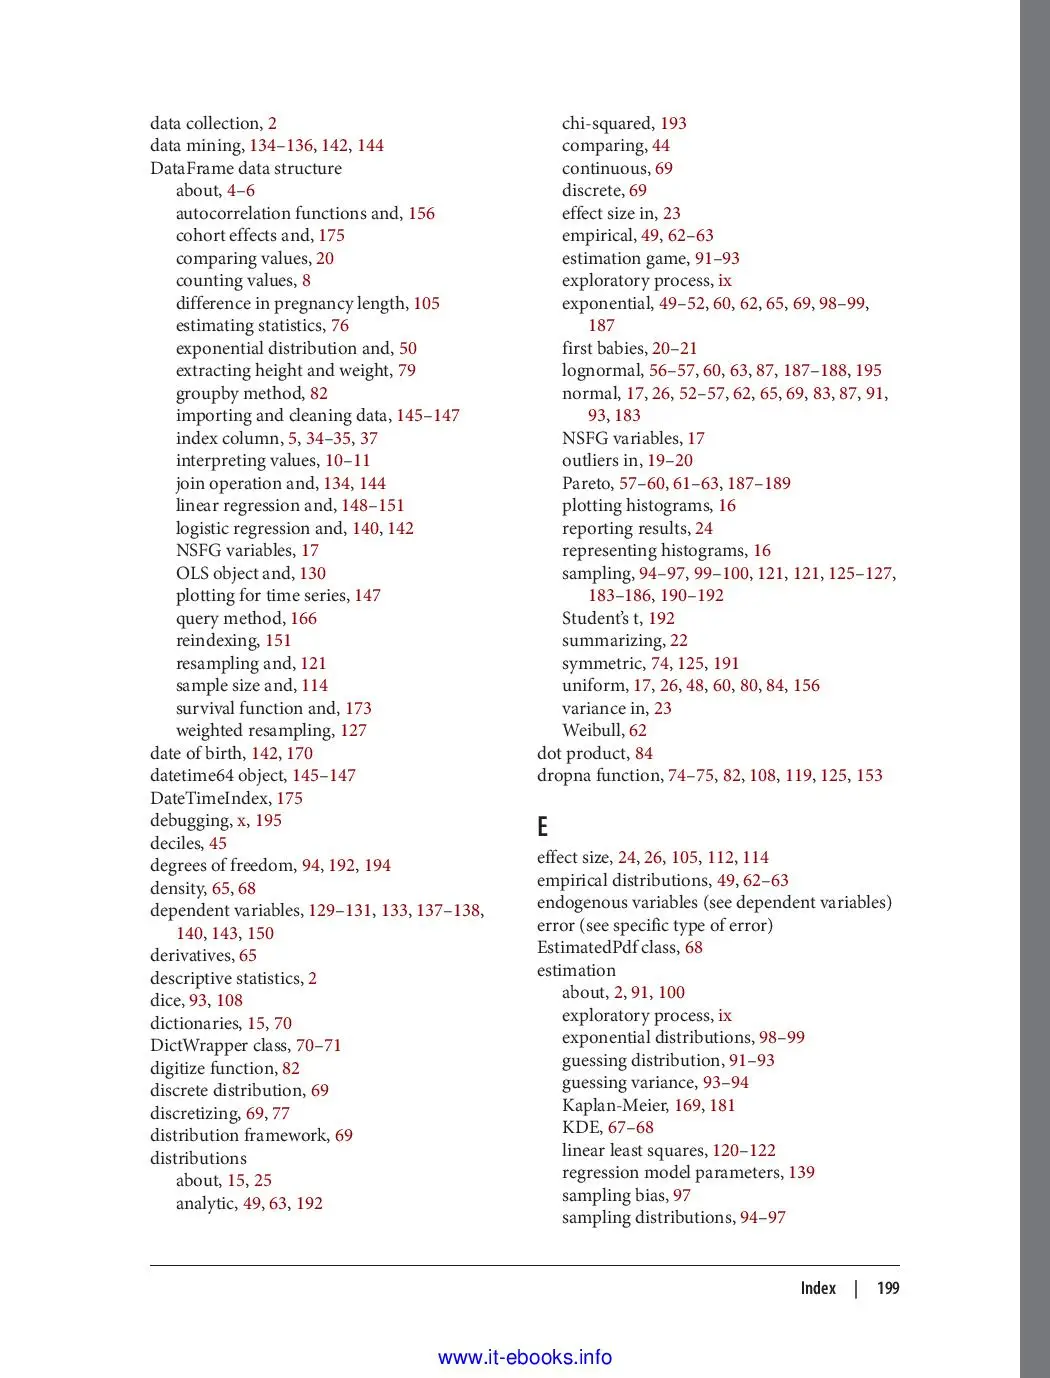 data collection, 2
data mining, 134–136, 142, 144
DataFrame data structure
about, 4–6
autocorrelation functions and, 156
cohort effects and, 175
comparing values, 20
counting values, 8
difference in pregnancy length, 105
estimating statistics, 76
exponential distribution and, 50
extracting height and weight, 79
groupby method, 82
importing and cleaning data, 145–147
index column, 5, 34–35, 37
interpreting values, 10–11
join operation and, 134, 144
linear regression and, 148–151
logistic regression and, 140, 142
NSFG variables, 17
OLS object and, 130
plotting for time series, 147
query method, 166
reindexing, 151
resampling and, 121
sample size and, 114
survival function and, 173
weighted resampling, 127
date of birth, 142, 170
datetime64 object, 145–147
DateTimeIndex, 175
debugging, x, 195
deciles, 45
degrees of freedom, 94, 192, 194
density, 65, 68
dependent variables, 129–131, 133, 137–138,
140, 143, 150
derivatives, 65
descriptive statistics, 2
dice, 93, 108
dictionaries, 15, 70
DictWrapper class, 70–71
digitize function, 82
discrete distribution, 69
discretizing, 69, 77
distribution framework, 69
distributions
about, 15, 25
analytic, 49, 63, 192
chi-squared, 193
comparing, 44
continuous, 69
discrete, 69
effect size in, 23
empirical, 49, 62–63
estimation game, 91–93
exploratory process, ix
exponential, 49–52, 60, 62, 65, 69, 98–99,
187
first babies, 20–21
lognormal, 56–57, 60, 63, 87, 187–188, 195
normal, 17, 26, 52–57, 62, 65, 69, 83, 87, 91,
93, 183
NSFG variables, 17
outliers in, 19–20
Pareto, 57–60, 61–63, 187–189
plotting histograms, 16
reporting results, 24
representing histograms, 16
sampling, 94–97, 99–100, 121, 121, 125–127,
183–186, 190–192
Student’s t, 192
summarizing, 22
symmetric, 74, 125, 191
uniform, 17, 26, 48, 60, 80, 84, 156
variance in, 23
Weibull, 62
dot product, 84
dropna function, 74–75, 82, 108, 119, 125, 153
E
effect size, 24, 26, 105, 112, 114
empirical distributions, 49, 62–63
endogenous variables (see dependent variables)
error (see specific type of error)
EstimatedPdf class, 68
estimation
about, 2, 91, 100
exploratory process, ix
exponential distributions, 98–99
guessing distribution, 91–93
guessing variance, 93–94
Kaplan-Meier, 169, 181
KDE, 67–68
linear least squares, 120–122
regression model parameters, 139
sampling bias, 97
sampling distributions, 94–97
Index | 199
www.it-ebooks.info